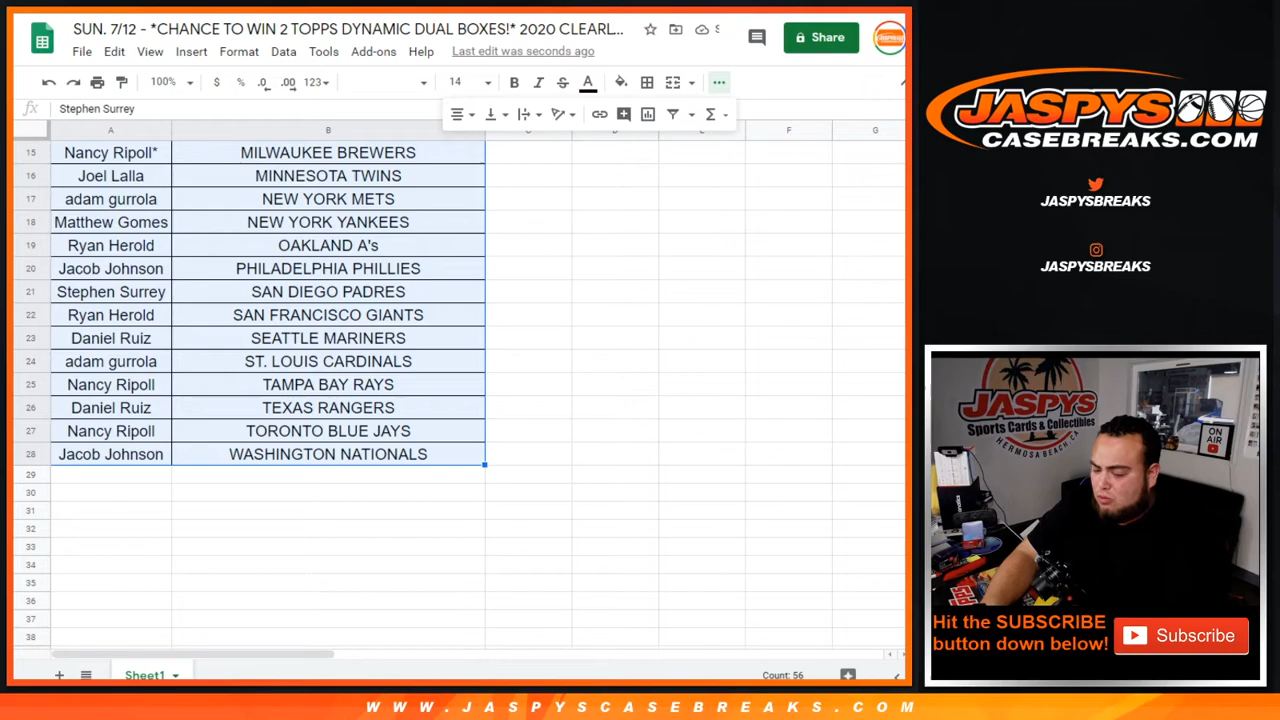 SUN. 7/12 - *CHANCE TO WIN 2 TOPPS DYNAMIC DUAL BOXES!* 2020 CLEARL...
File Edit View Insert Format Data Tools Add-ons Help Last edit was seconds ago
Share
100% $ % .0 .00 123 14 B I S A
fx Stephen Surrey
A B C D E F G
15 Nancy Ripoll* MILWAUKEE BREWERS
16 Joel Lalla MINNESOTA TWINS
17 adam gurrola NEW YORK METS
18 Matthew Gomes NEW YORK YANKEES
19 Ryan Herold OAKLAND A's
20 Jacob Johnson PHILADELPHIA PHILLIES
21 Stephen Surrey SAN DIEGO PADRES
22 Ryan Herold SAN FRANCISCO GIANTS
23 Daniel Ruiz SEATTLE MARINERS
24 adam gurrola ST. LOUIS CARDINALS
25 Nancy Ripoll TAMPA BAY RAYS
26 Daniel Ruiz TEXAS RANGERS
27 Nancy Ripoll TORONTO BLUE JAYS
28 Jacob Johnson WASHINGTON NATIONALS
29
30
31
32
33
34
35
36
37
38
Sheet1
Count: 56
JASPYS
CASEBREAKS.COM
JASPYSBREAKS
JASPYSBREAKS
JASPYS
Sports Cards & Collectibles
HERMOSA BEACH, CA
ON
AIR
Hit the SUBSCRIBE
button down below!
Subscribe
WWW.JASPYSCASEBREAKS.COM